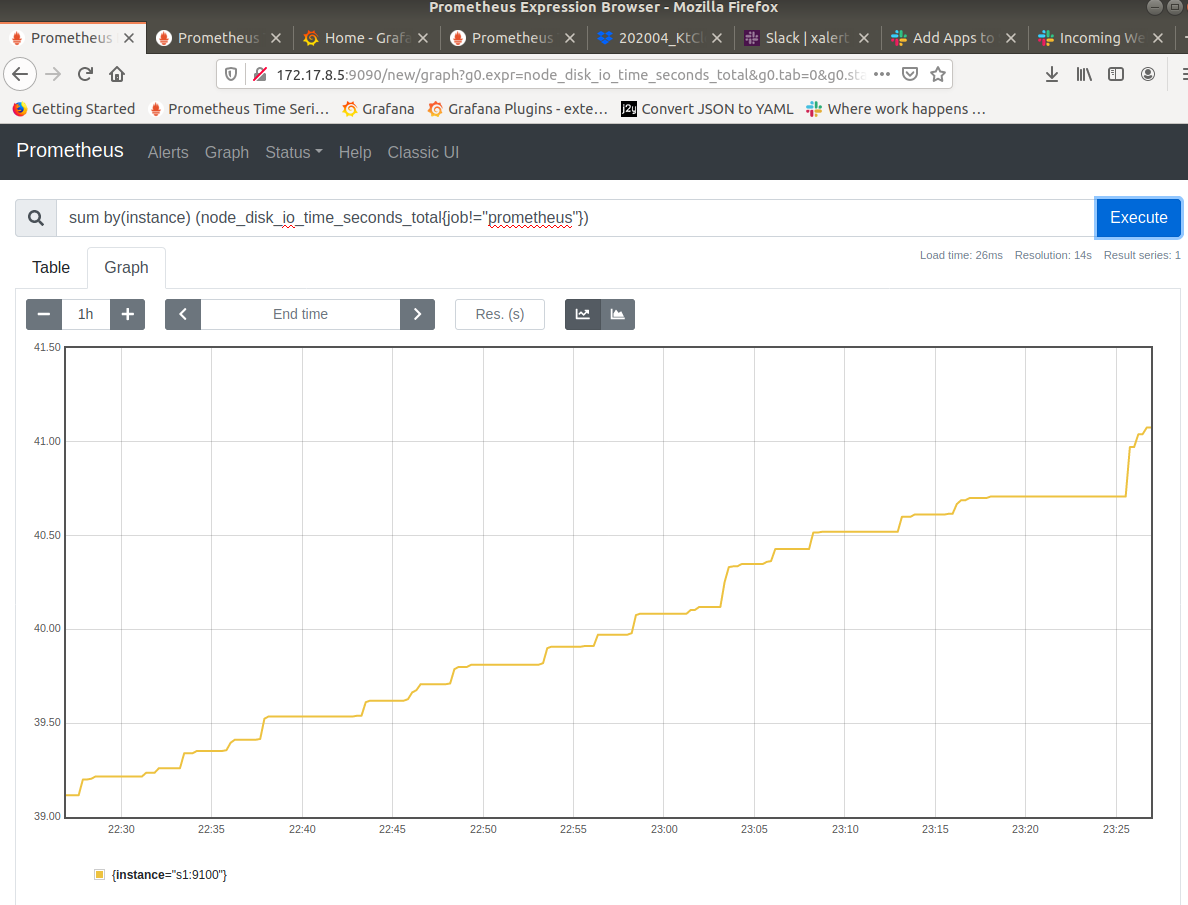 Prometheus Expression Browser - Mozilla Firefox
Prometheus Prometheus Home - Grafa Prometheus 202004_KtCl Slack | xalert Add Apps to Incoming We
172.17.8.5:9090/new/graph?g0.expr=node_disk_io_time_seconds_total&g0.tab=0&g0.sta
Getting Started Prometheus Time Seri… Grafana Grafana Plugins - exte… j2y Convert JSON to YAML Where work happens …
Prometheus Alerts Graph Status Help Classic UI
sum by(instance) (node_disk_io_time_seconds_total{job!="prometheus"}) Execute
Load time: 26ms Resolution: 14s Result series: 1
Table Graph
1h End time Res. (s)
41.50
41.00
40.50
40.00
39.50
39.00
22:30 22:35 22:40 22:45 22:50 22:55 23:00 23:05 23:10 23:15 23:20 23:25
{instance="s1:9100"}